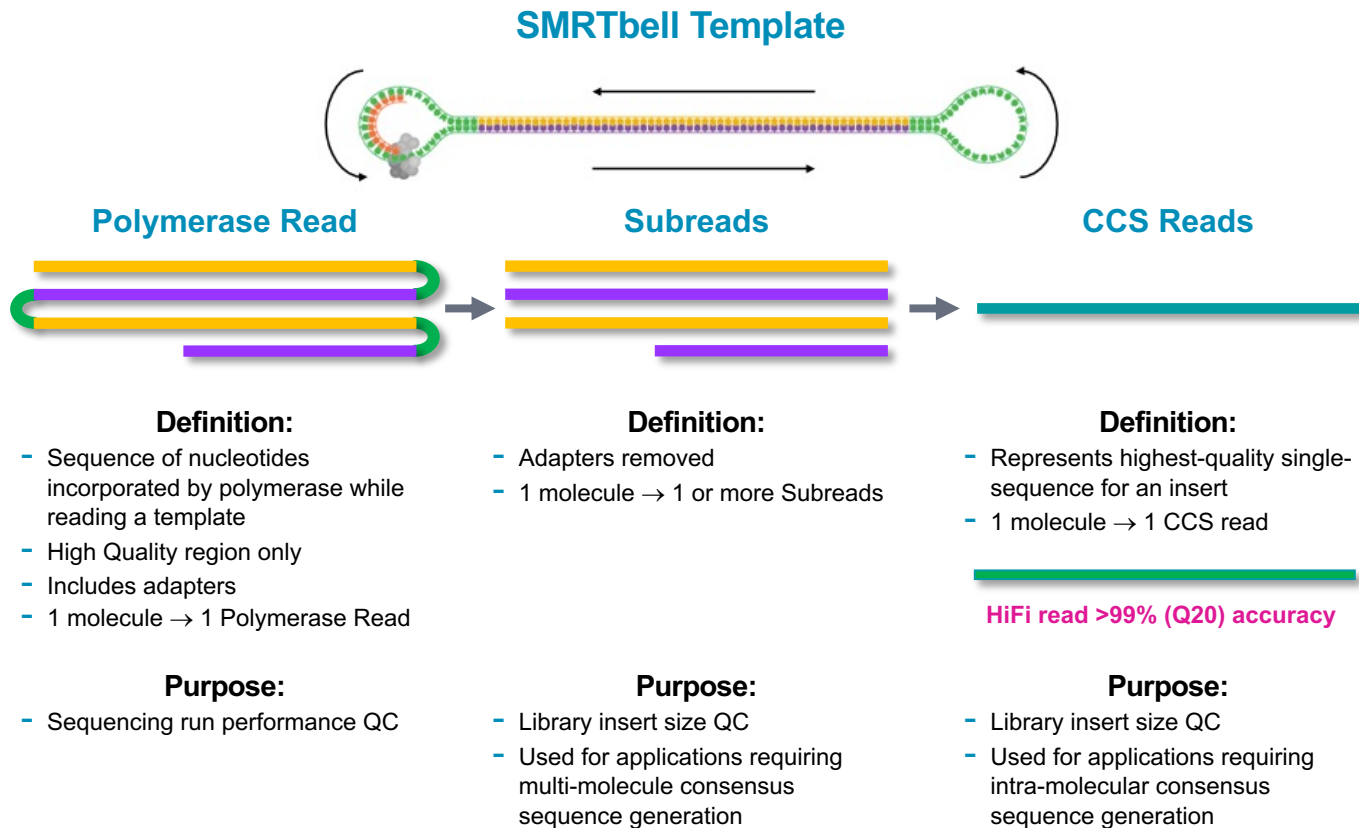 SMRTbell Template
Polymerase Read
Subreads
CCS Reads
Definition:
- Sequence of nucleotides
incorporated by polymerase while
reading a template
- High Quality region only
- Includes adapters
- 1 molecule → 1 Polymerase Read
Purpose:
- Sequencing run performance QC
Definition:
- Adapters removed
- 1 molecule → 1 or more Subreads
Purpose:
- Library insert size QC
- Used for applications requiring
multi-molecule consensus
sequence generation
Definition:
- Represents highest-quality single-
sequence for an insert
- 1 molecule → 1 CCS read
HiFi read >99% (Q20) accuracy
Purpose:
- Library insert size QC
- Used for applications requiring
intra-molecular consensus
sequence generation